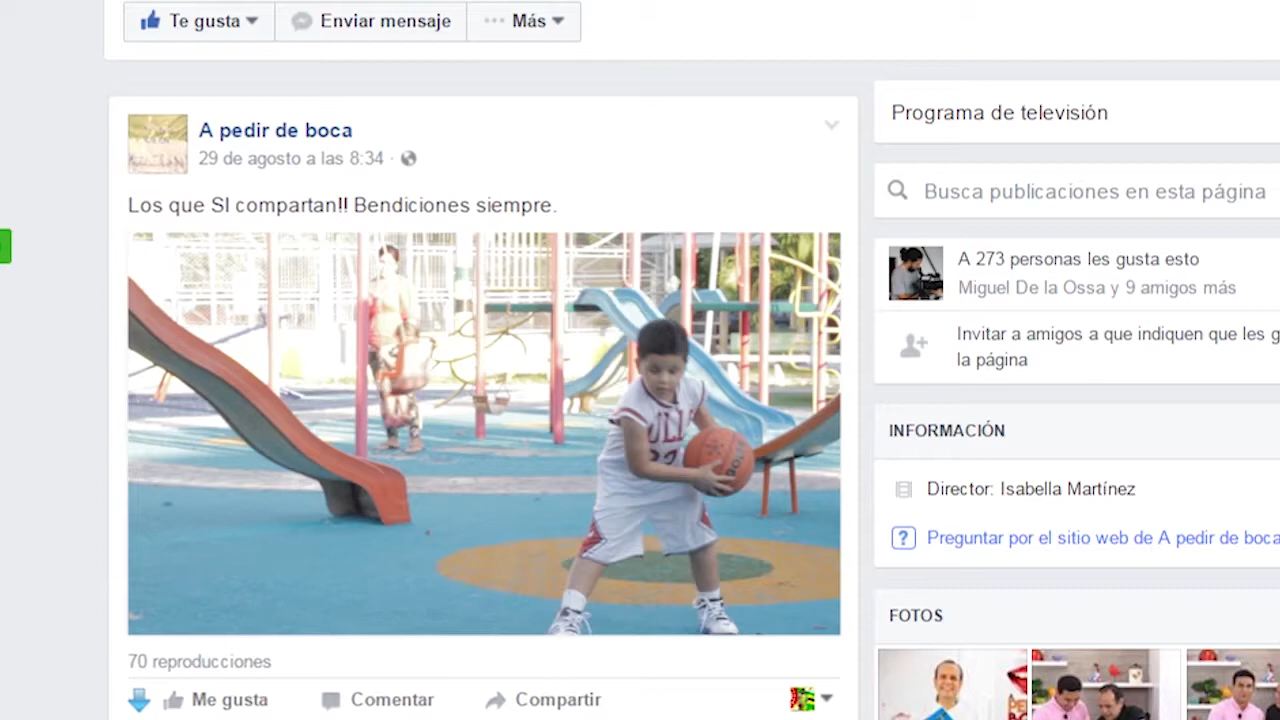 Te gusta
Enviar mensaje
Más
A pedir de boca
29 de agosto a las 8:34 ·
Los que SI compartan!! Bendiciones siempre.
70 reproducciones
Me gusta
Comentar
Compartir
Programa de televisión
Busca publicaciones en esta página
A 273 personas les gusta esto
Miguel De la Ossa y 9 amigos más
Invitar a amigos a que indiquen que les g
la página
INFORMACIÓN
Director: Isabella Martínez
?
Preguntar por el sitio web de A pedir de boca
FOTOS